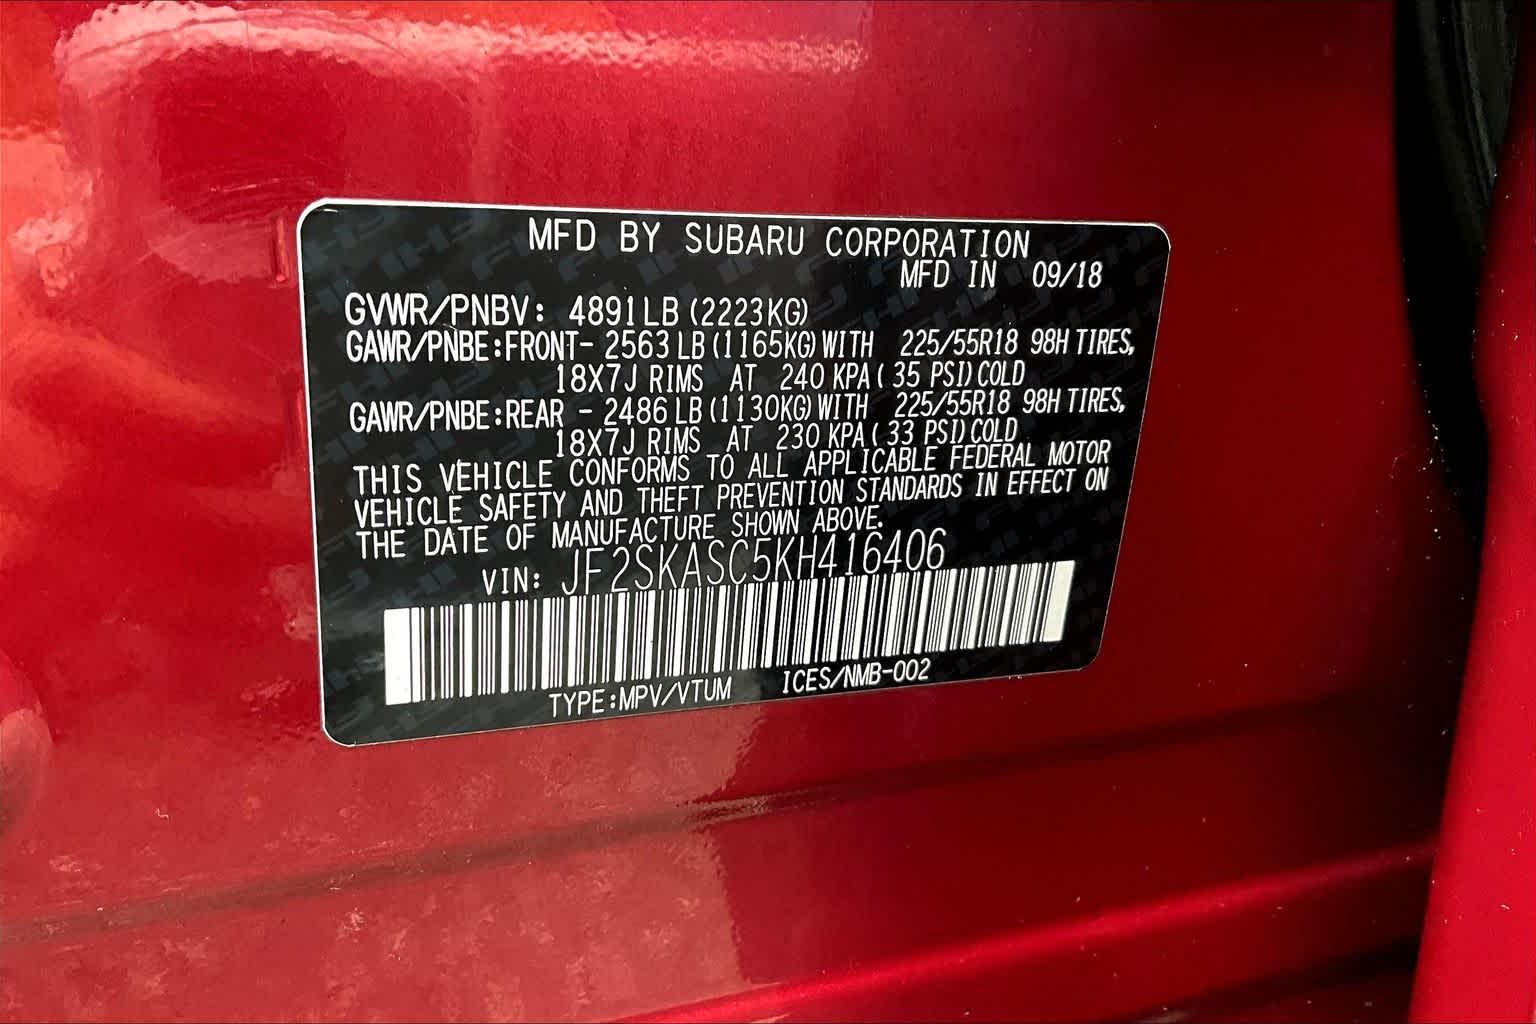 MFD BY SUBARU CORPORATION
MFD IN 09/18
GVWR/PNBV: 4891LB (2223KG)
GAWR/PNBE:FRONT- 2563 LB (1165KG) WITH 225/55R18 98H TIRES,
18X7J RIMS AT 240 KPA ( 35 PSI) COLD
GAWR/PNBE:REAR - 2486 LB (1130KG) WITH 225/55R18 98H TIRES,
18X7J RIMS AT 230 KPA ( 33 PSI) COLD
THIS VEHICLE CONFORMS TO ALL APPLICABLE FEDERAL MOTOR
VEHICLE SAFETY AND THEFT PREVENTION STANDARDS IN EFFECT ON
THE DATE OF MANUFACTURE SHOWN ABOVE.
VIN: JF2SKASC5KH416406
TYPE:MPV/VTUM ICES/NMB-002